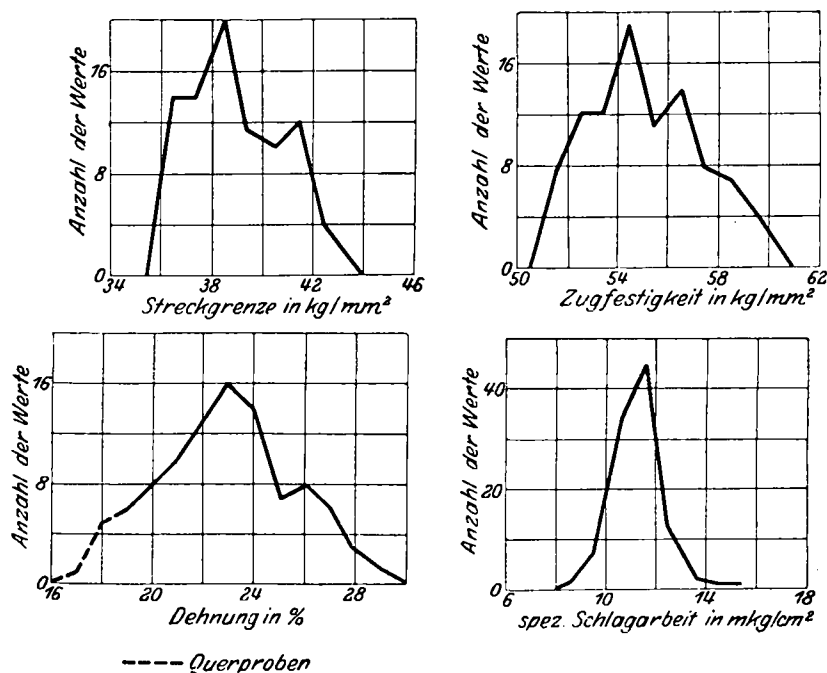 Anzahl der Werte
16
8
0
34 38 42 46
Streckgrenze in kg/mm²
Anzahl der Werte
16
8
0
50 54 58 62
Zugfestigkeit in kg/mm²
Anzahl der Werte
16
8
0
16 20 24 28
Dehnung in %
Anzahl der Werte
40
20
0
6 10 14 18
spez. Schlagarbeit in mkg/cm²
Querproben